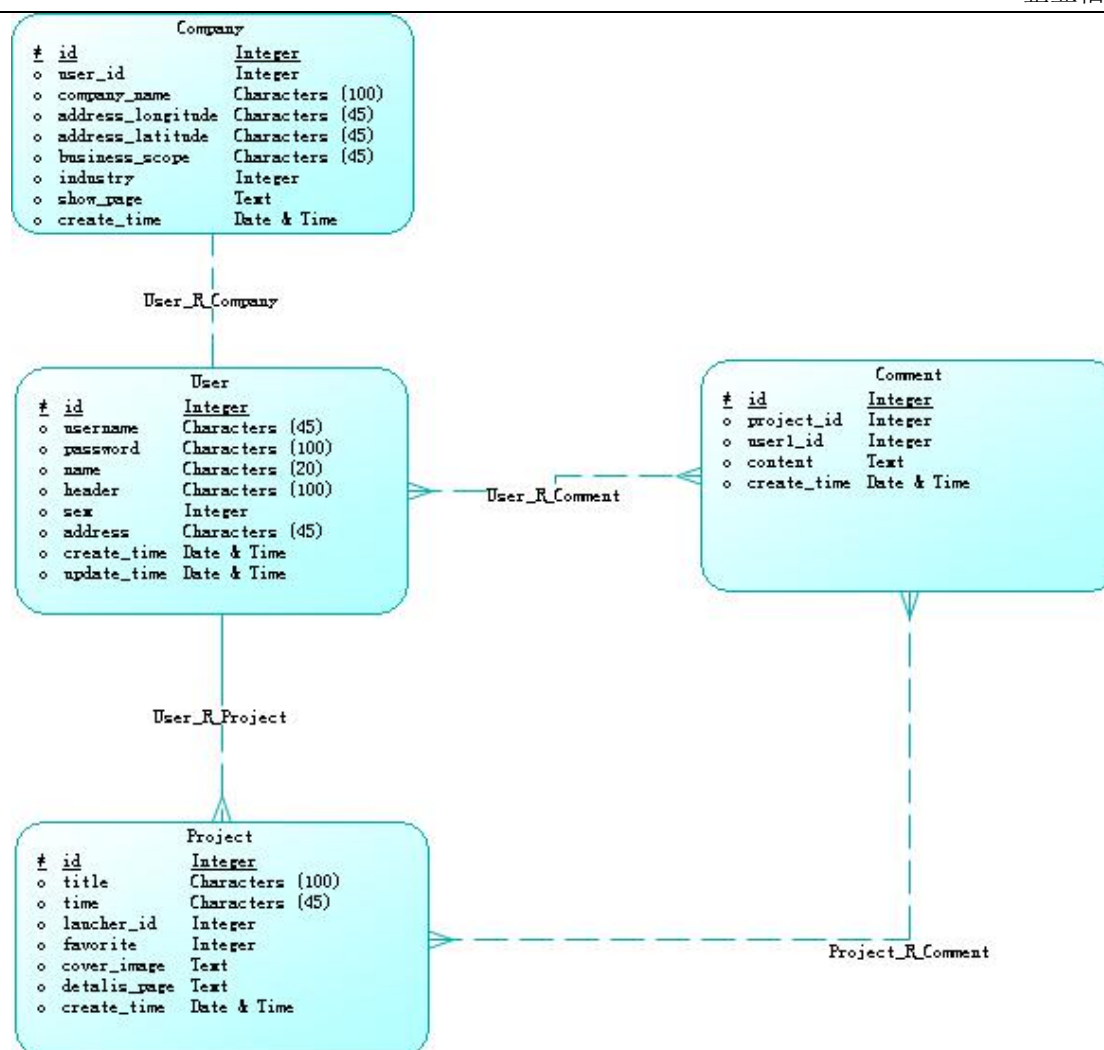 Company
# id Integer
o user_id Integer
o company_name Characters (100)
o address_longitude Characters (45)
o address_latitude Characters (45)
o business_scope Characters (45)
o industry Integer
o show_page Text
o create_time Date & Time
User_R_Company
User
# id Integer
o username Characters (45)
o password Characters (100)
o name Characters (20)
o header Characters (100)
o sex Integer
o address Characters (45)
o create_time Date & Time
o update_time Date & Time
Comment
# id Integer
o project_id Integer
o user1_id Integer
o content Text
o create_time Date & Time
User_R_Comment
User_R_Project
Project
# id Integer
o title Characters (100)
o time Characters (45)
o laucher_id Integer
o favorite Integer
o cover_image Text
o detalis_page Text
o create_time Date & Time
Project_R_Comment